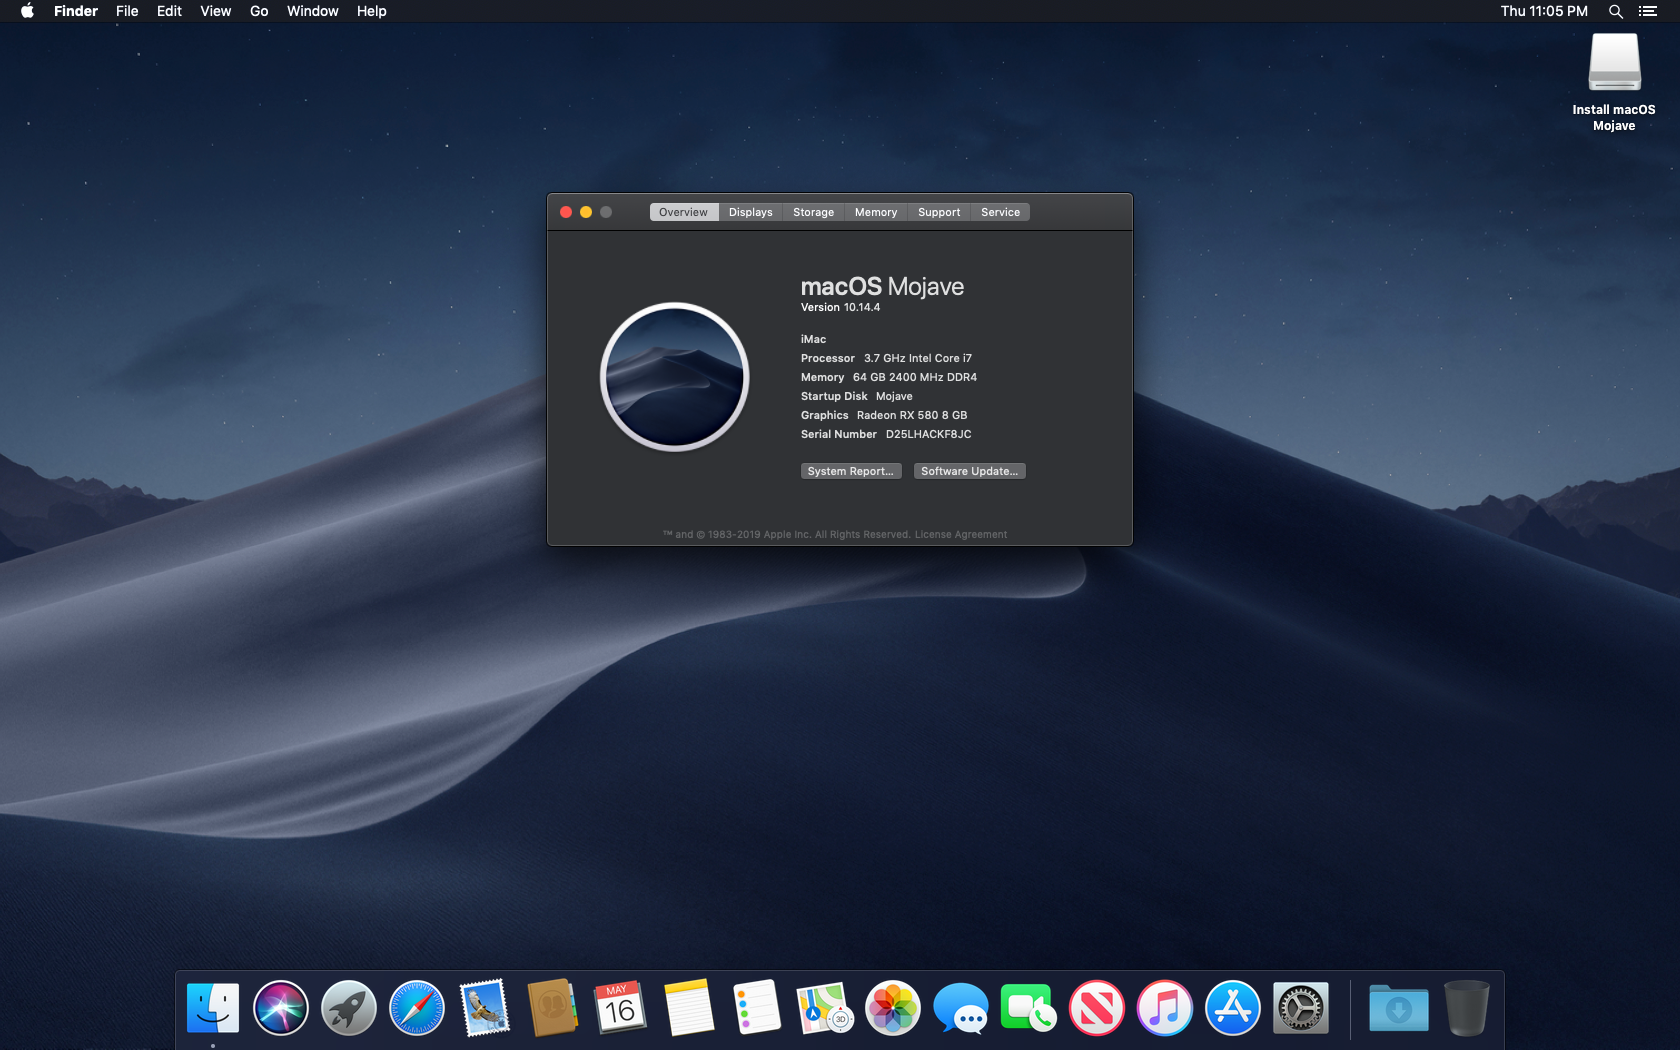 Finder File Edit View Go Window Help
Thu 11:05 PM
Install macOS
Mojave
Overview Displays Storage Memory Support Service
macOS Mojave
Version 10.14.4
iMac
Processor 3.7 GHz Intel Core i7
Memory 64 GB 2400 MHz DDR4
Startup Disk Mojave
Graphics Radeon RX 580 8 GB
Serial Number D25LHACKF8JC
System Report... Software Update...
™ and © 1983-2019 Apple Inc. All Rights Reserved. License Agreement
MAY
16
3D